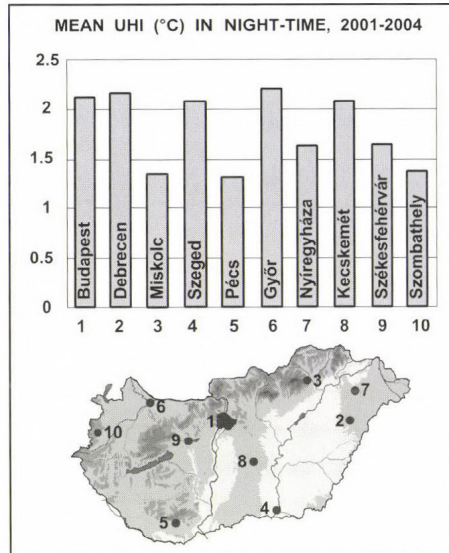 MEAN UHI (°C) IN NIGHT-TIME, 2001-2004
2.5
2
1.5
1
0.5
0
Budapest
Debrecen
Miskolc
Szeged
Pécs
Győr
Nyíregyháza
Kecskemét
Székesfehérvár
Szombathely
1 2 3 4 5 6 7 8 9 10
3
7
6
1
2
10
9
8
4
5